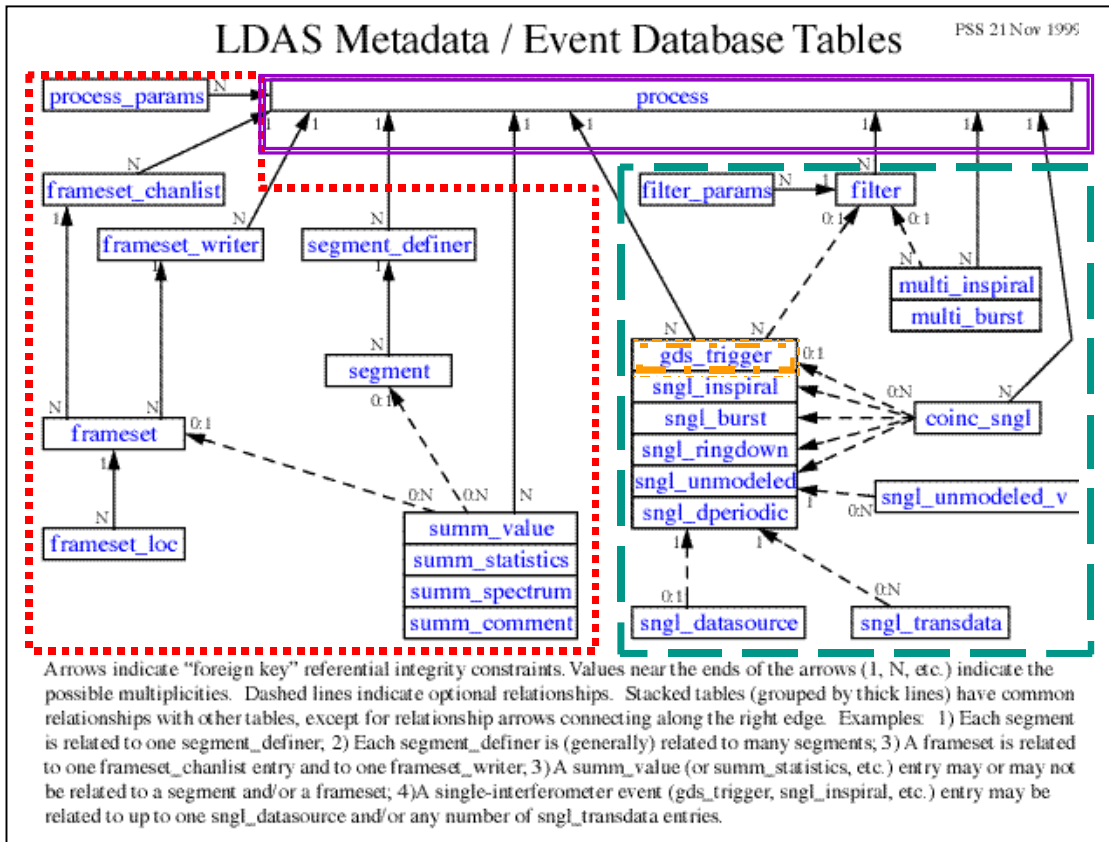 LDAS Metadata / Event Database Tables
PSS 21 Nov 1999
process_params
N
process
1
1
1
1
1
1
1
1
N
frameset_chanlist
1
filter_params
N
1
filter
N
0:1
0:1
frameset_writer
N
1
segment_definer
N
1
N
N
multi_inspiral
multi_burst
N
segment
0:1
N
N
gds_trigger
0:1
sngl_inspiral
sngl_burst
sngl_ringdown
sngl_unmodeled
sngl_dperiodic
0:N
N
coinc_sngl
N
N
frameset
0:1
1
1
0:N
sngl_unmodeled_v
N
frameset_loc
0:N
0:N
N
summ_value
summ_statistics
summ_spectrum
summ_comment
1
1
0:1
0:N
sngl_datasource
sngl_transdata
Arrows indicate “foreign key” referential integrity constraints. Values near the ends of the arrows (1, N, etc.) indicate the
possible multiplicities. Dashed lines indicate optional relationships. Stacked tables (grouped by thick lines) have common
relationships with other tables, except for relationship arrows connecting along the right edge. Examples: 1) Each segment
is related to one segment_definer; 2) Each segment_definer is (generally) related to many segments; 3) A frameset is related
to one frameset_chanlist entry and to one frameset_writer; 3) A summ_value (or summ_statistics, etc.) entry may or may not
be related to a segment and/or a frameset; 4)A single-interferometer event (gds_trigger, sngl_inspiral, etc.) entry may be
related to up to one sngl_datasource and/or any number of sngl_transdata entries.